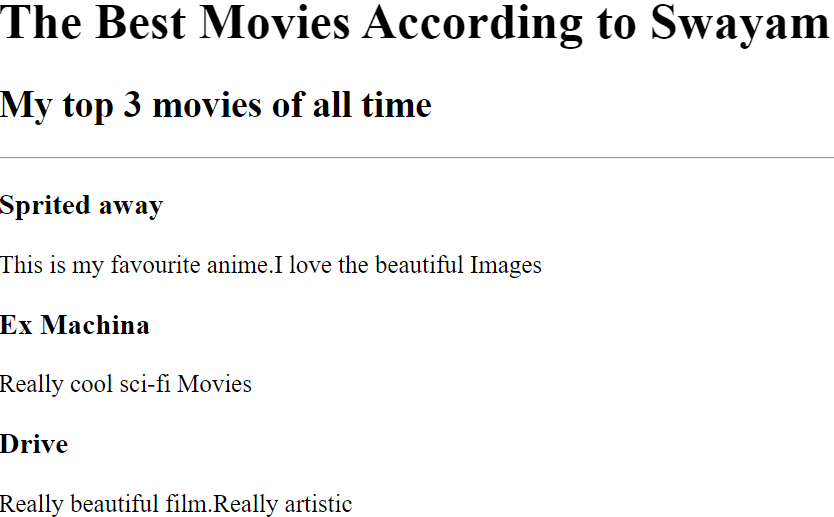 The Best Movies According to Swayam
My top 3 movies of all time
Sprited away
This is my favourite anime.I love the beautiful Images
Ex Machina
Really cool sci-fi Movies
Drive
Really beautiful film.Really artistic